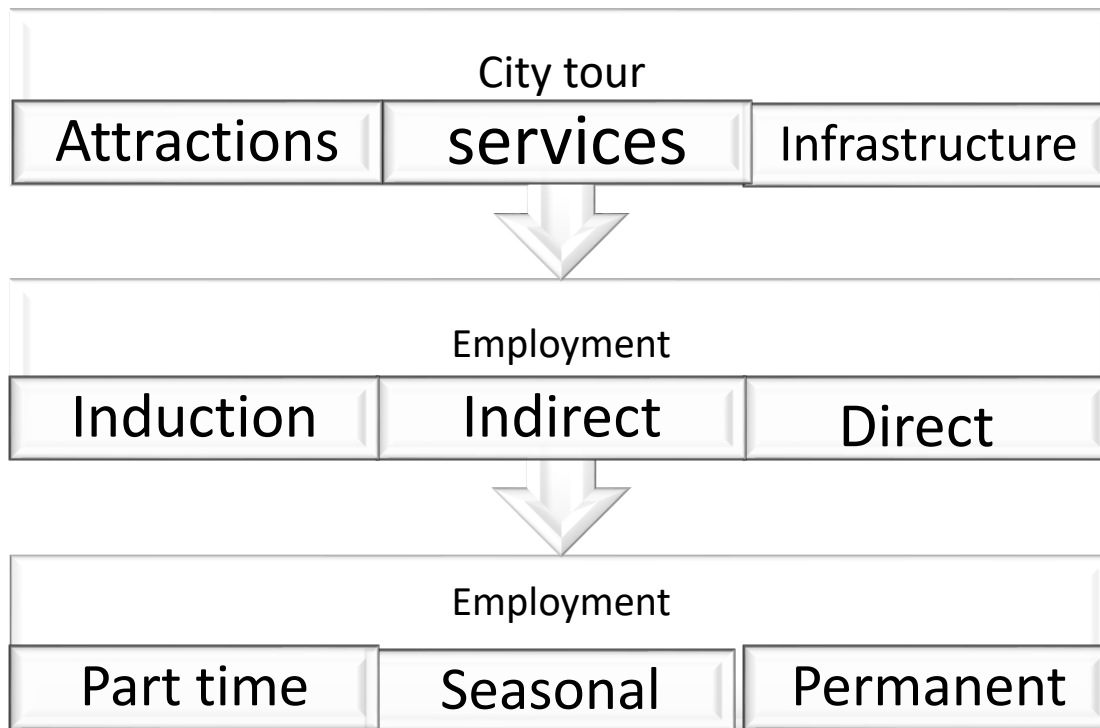 City tour
Attractions services Infrastructure
Employment
Induction Indirect Direct
Employment
Part time Seasonal Permanent